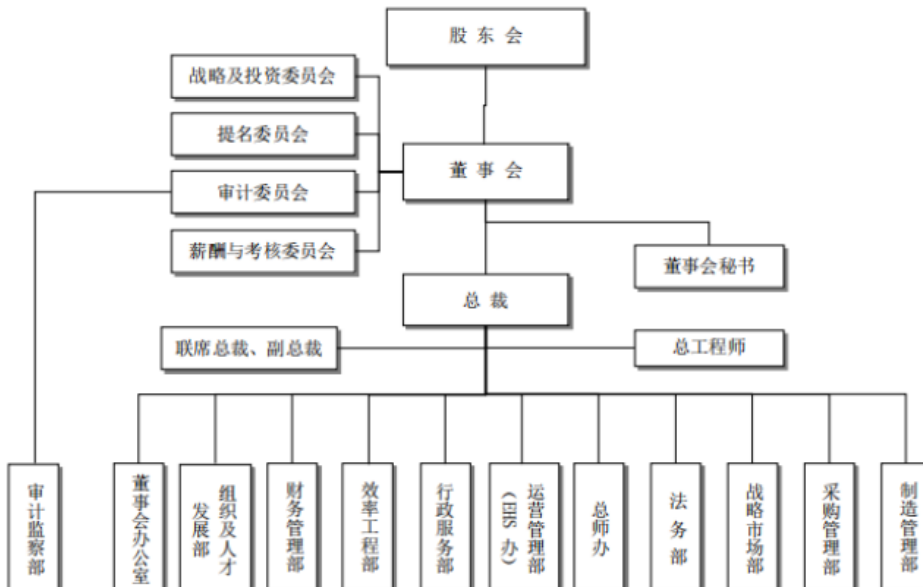 股东会
战略及投资委员会
提名委员会
董事会
审计委员会
薪酬与考核委员会
董事会秘书
总裁
联席总裁、副总裁
总工程师
审计监察部
董事会办公室
组织及人才
发展部
财务管理部
效率工程部
行政服务部
运营管理部
（EHS 办）
总师办
法务部
战略市场部
采购管理部
制造管理部